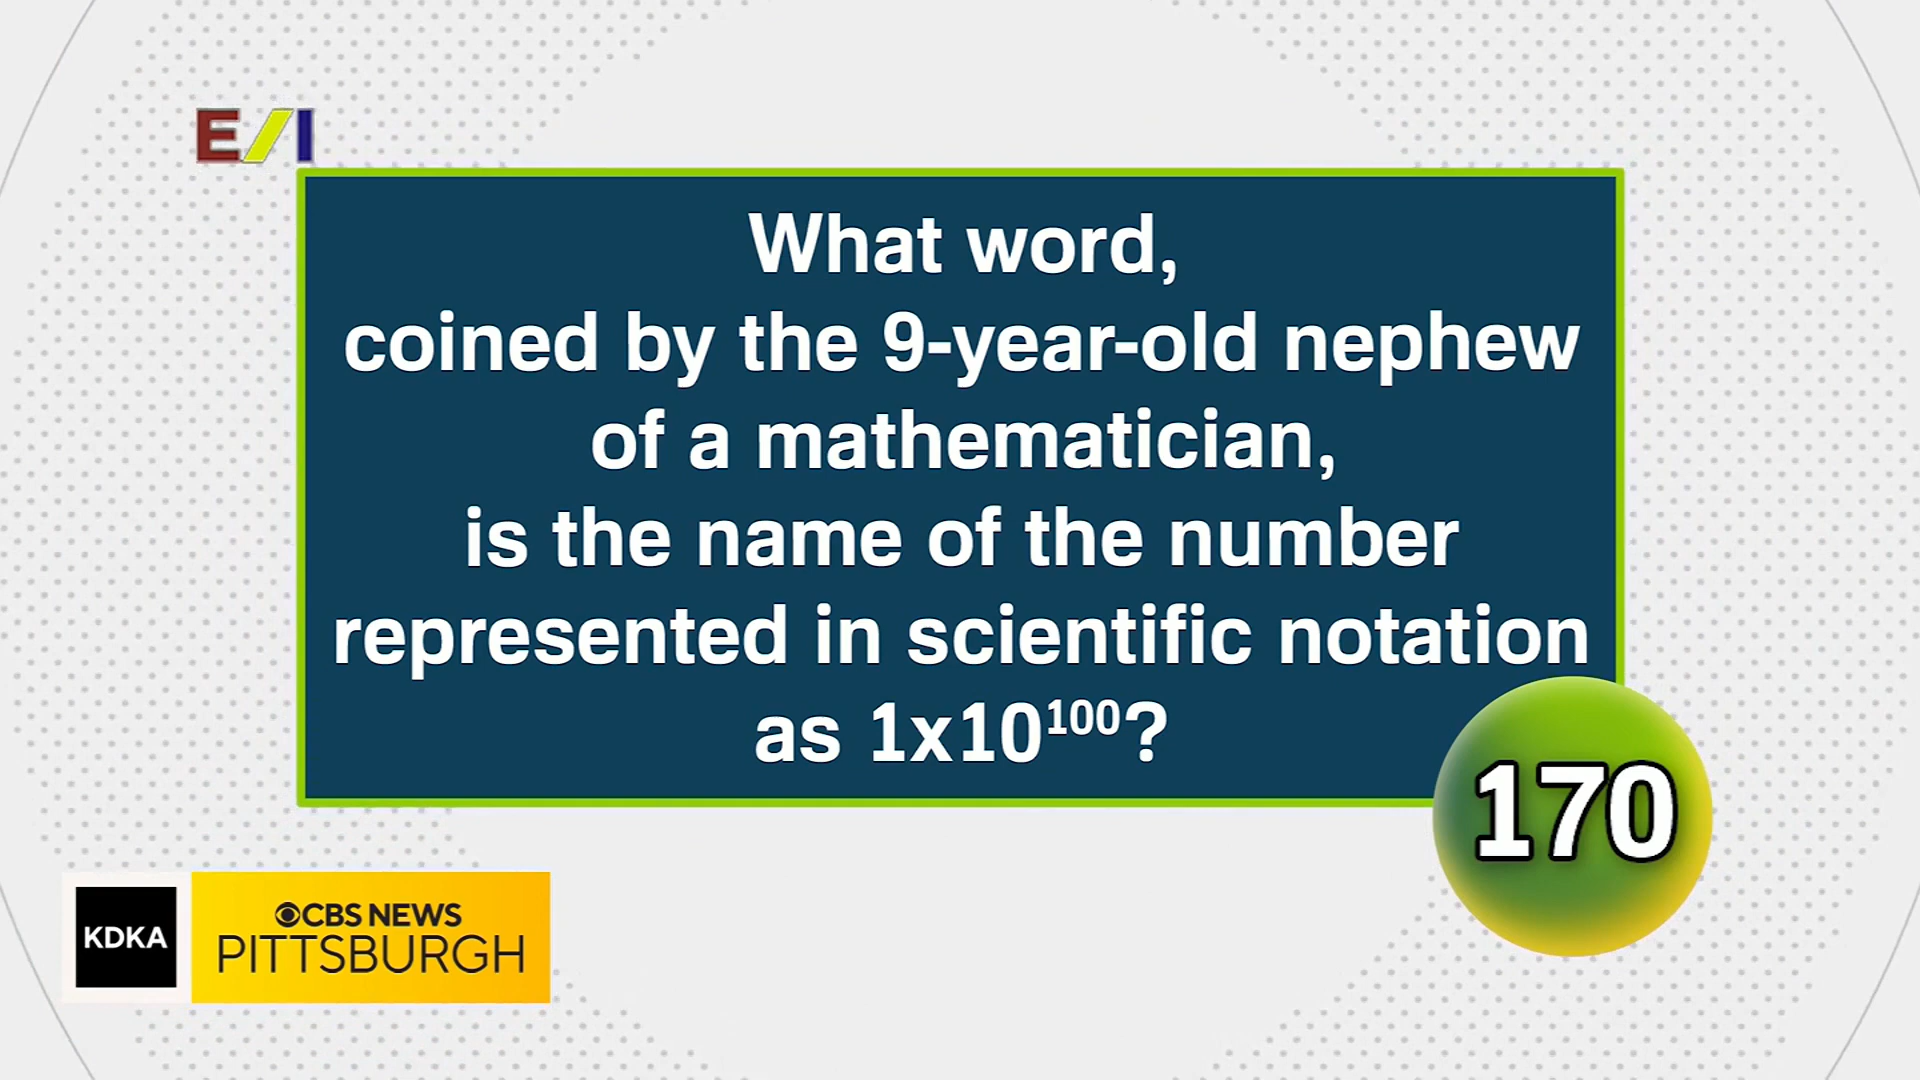 E/I
What word,
coined by the 9-year-old nephew
of a mathematician,
is the name of the number
represented in scientific notation
as 1x10¹⁰⁰?
170
KDKA
CBS NEWS
PITTSBURGH